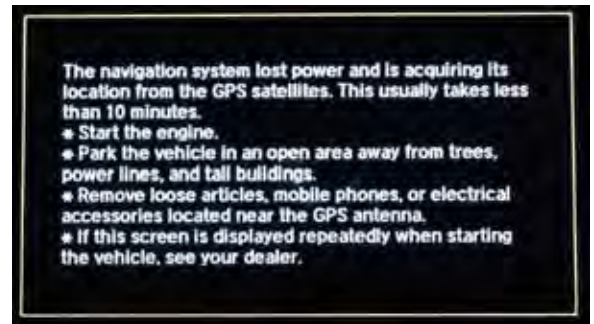 The navigation system lost power and is acquiring its
location from the GPS satellites. This usually takes less
than 10 minutes.
* Start the engine.
* Park the vehicle in an open area away from trees,
power lines, and tall buildings.
* Remove loose articles, mobile phones, or electrical
accessories located near the GPS antenna.
* If this screen is displayed repeatedly when starting
the vehicle, see your dealer.